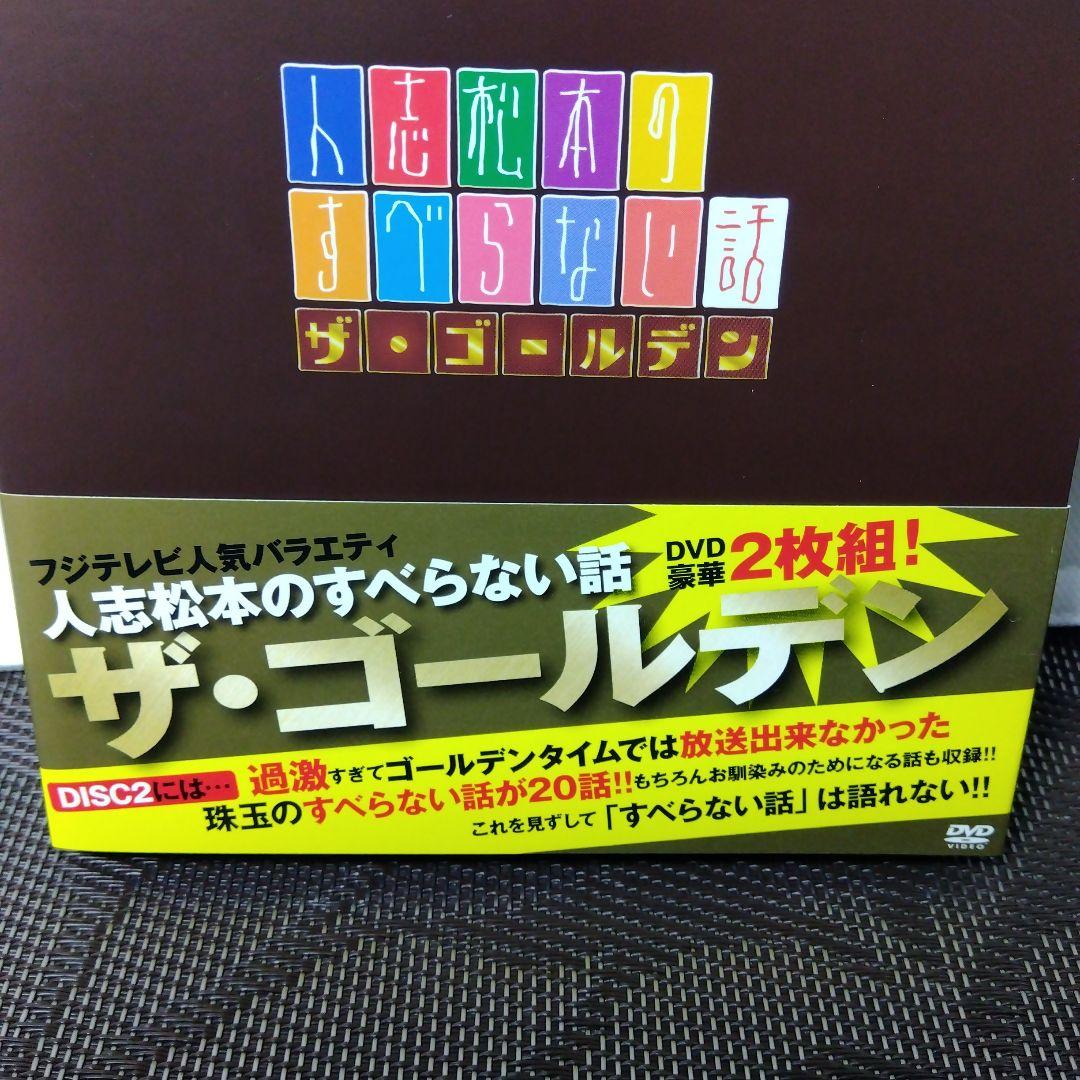 人志松本の
すべらない話
ザ・ゴールデン
フジテレビ人気バラエティ
人志松本のすべらない話
DVD
豪華
2枚組!
ザ・ゴールデン
DISC2には… 過激すぎてゴールデンタイムでは放送出来なかった
珠玉のすべらない話が20話!!もちろんお馴染みのためになる話も収録!!
これを見ずして「すべらない話」は語れない!!
DVD
VIDEO